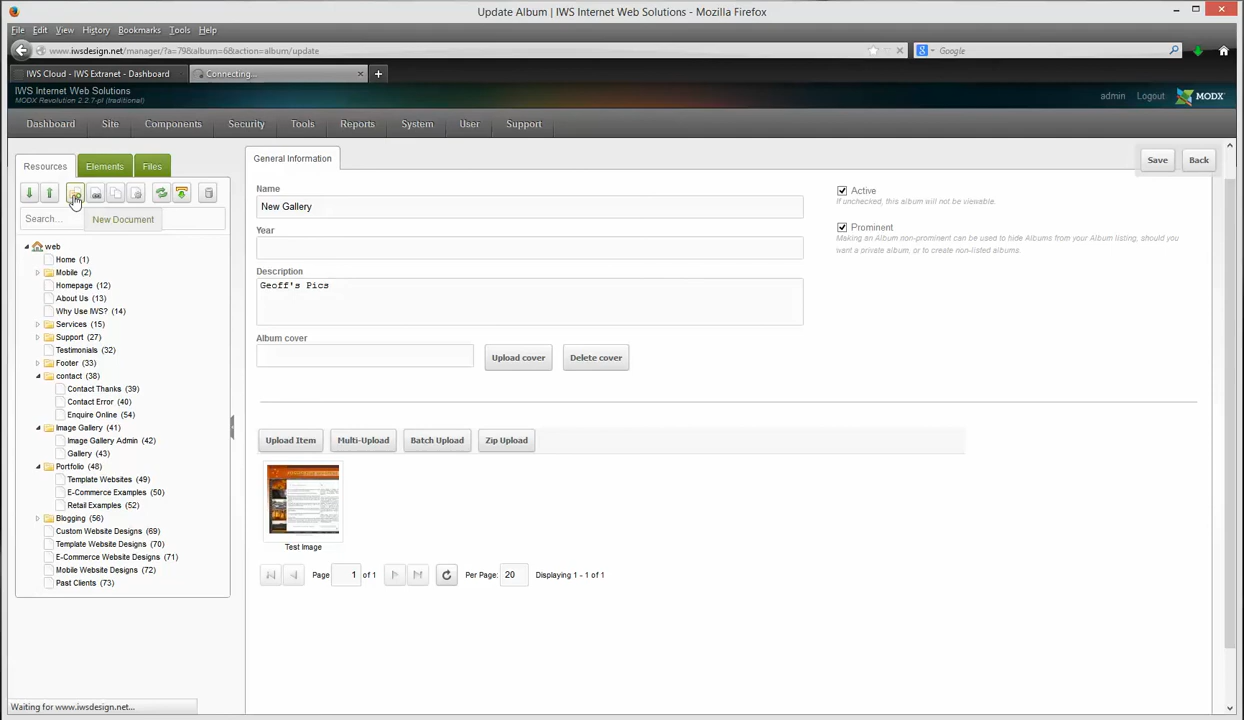 Update Album | IWS Internet Web Solutions - Mozilla Firefox
File Edit View History Bookmarks Tools Help
www.iwsdesign.net/manager/?a=79&album=6&action=album/update
Google
IWS Cloud - IWS Extranet - Dashboard
Connecting...
IWS Internet Web Solutions
MODX Revolution 2.2.7-pl (traditional)
admin Logout MODX
Dashboard Site Components Security Tools Reports System User Support
Resources Elements Files
Search...
New Document
web
Home (1)
Mobile (2)
Homepage (12)
About Us (13)
Why Use IWS? (14)
Services (15)
Support (27)
Testimonials (32)
Footer (33)
contact (38)
Contact Thanks (39)
Contact Error (40)
Enquire Online (54)
Image Gallery (41)
Image Gallery Admin (42)
Gallery (43)
Portfolio (48)
Template Websites (49)
E-Commerce Examples (50)
Retail Examples (52)
Blogging (56)
Custom Website Designs (69)
Template Website Designs (70)
E-Commerce Website Designs (71)
Mobile Website Designs (72)
Past Clients (73)
General Information
Save Back
Name
New Gallery
Year
Description
Geoff's Pics
Album cover
Upload cover Delete cover
Active
If unchecked, this album will not be viewable.
Prominent
Making an Album non-prominent can be used to hide Albums from your Album listing, should you
want a private album, or to create non-listed albums.
Upload Item Multi-Upload Batch Upload Zip Upload
Test Image
Page 1 of 1 Per Page: 20 Displaying 1 - 1 of 1
Waiting for www.iwsdesign.net...